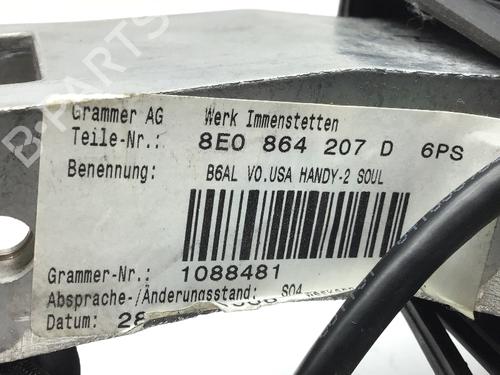 Grammer AG Werk Immenstetten
Teile-Nr.: 8E0 864 207 D 6PS
Benennung: B6AL VO.USA HANDY-2 SOUL
Grammer-Nr.: 1088481
Absprache-/Änderungsstand: S04
Datum: 28